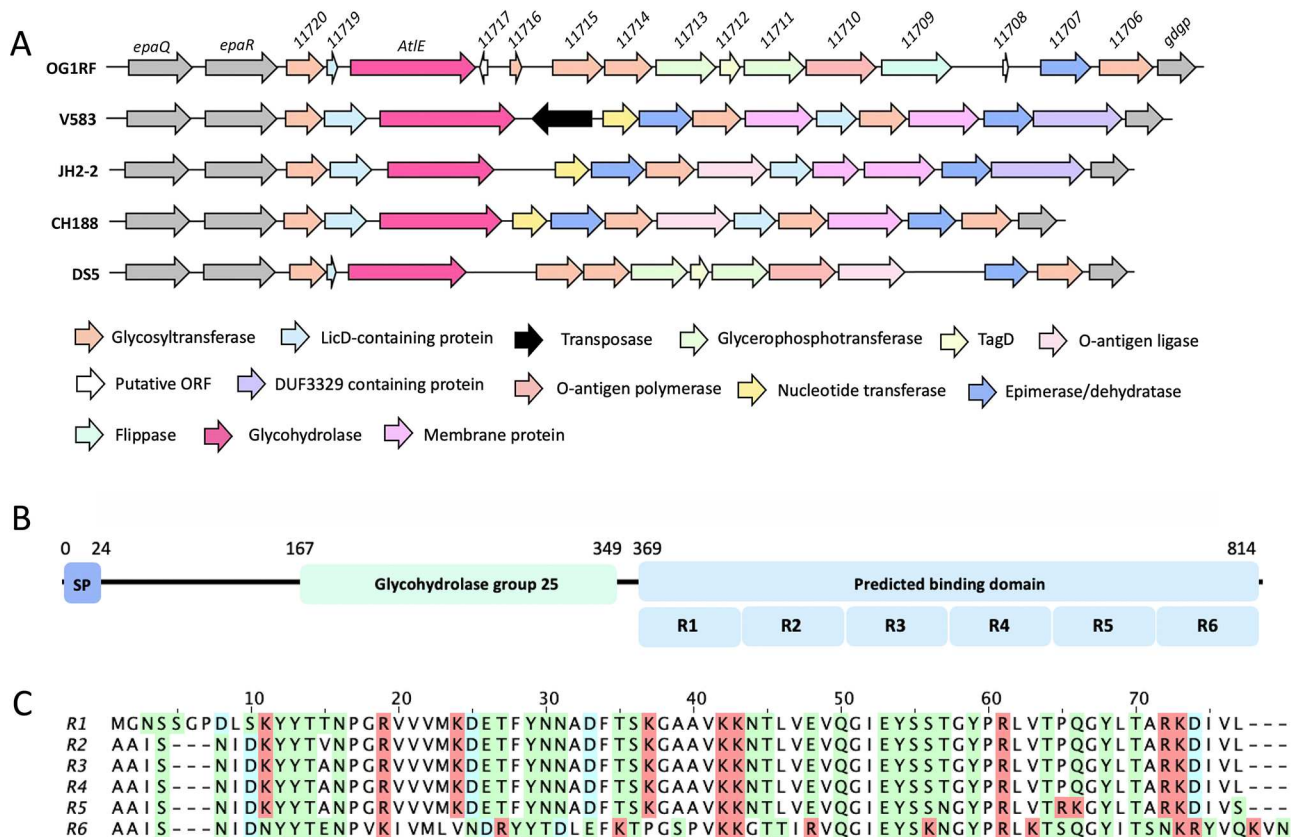 A
epaQ epaR 11720 11719 AtlE 11717 11716 11715 11714 11713 11712 11711 11710 11709 11708 11707 11706 gdgp
OG1RF
V583
JH2-2
CH188
DS5
Glycosyltransferase LicD-containing protein Transposase Glycerophosphotransferase TagD O-antigen ligase
Putative ORF DUF3329 containing protein O-antigen polymerase Nucleotide transferase Epimerase/dehydratase
Flippase Glycohydrolase Membrane protein
B
0 24 167 349 369 814
SP Glycohydrolase group 25 Predicted binding domain
R1 R2 R3 R4 R5 R6
C
10 20 30 40 50 60 70
R1 MGNSSGPDLSKYYTTNPGRVVVMKDETFYNNADFTSKGAAVKKNTLVEVQGIEYSSTGYPRLVTPQGYLTARKDIVL----
R2 AAIS---NIDKYYTVNPGRVVVMKDETFYNNADFTSKGAAVKKNTLVEVQGIEYSSTGYPRLVTPQGYLTARKDIVL----
R3 AAIS---NIDKYYTANPGRVVVMKDETFYNNADFTSKGAAVKKNTLVEVQGIEYSSTGYPRLVTPQGYLTARKDIVL----
R4 AAIS---NIDKYYTANPGRVVVMKDETFYNNADFTSKGAAVKKNTLVEVQGIEYSSTGYPRLVTPQGYLTARKDIVL----
R5 AAIS---NIDKYYTANPGRVVVMKDETFYNNADFTSKGAAVKKNTLVEVQGIEYSSNGYPRLVTRKGYLTARKDIVS----
R6 AAIS---NIDNYYTENPVKIVMLVNDRYYTDLEFKTPGSPVKKGTTIRVQGIEYSKNGYPRLKTSQGYITSNKRYVQKVN